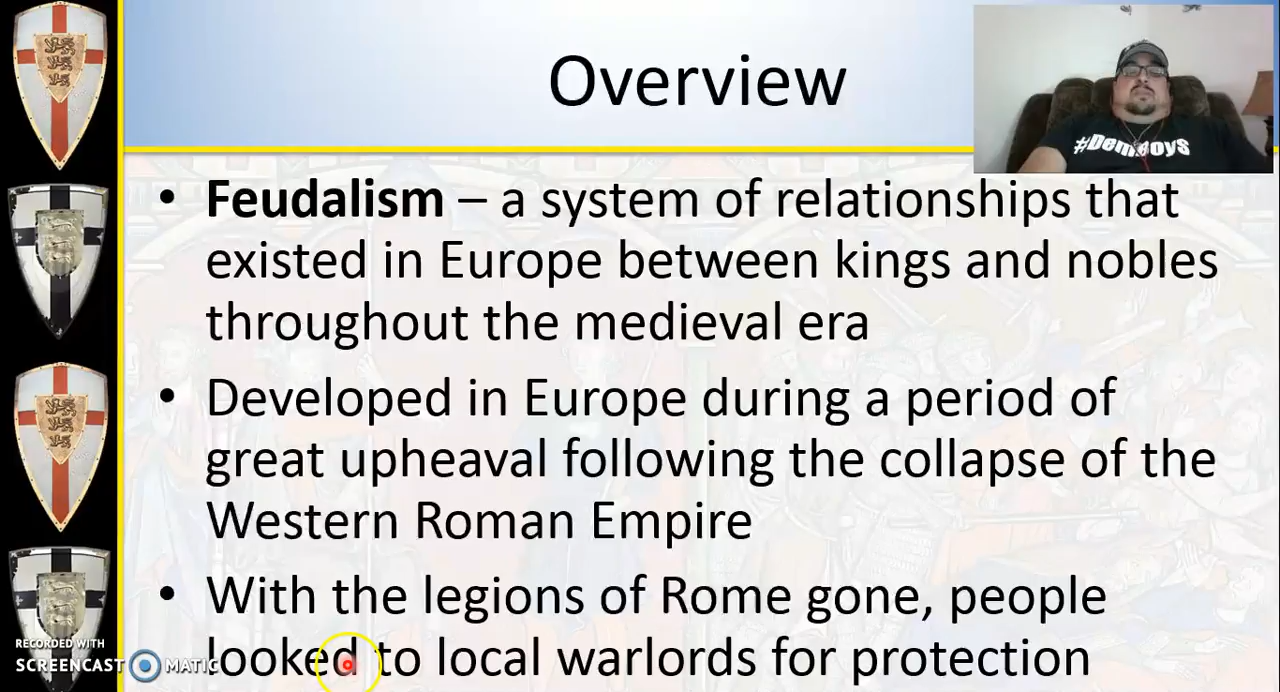 Overview
#DemBoys
• Feudalism – a system of relationships that
existed in Europe between kings and nobles
throughout the medieval era
• Developed in Europe during a period of
great upheaval following the collapse of the
Western Roman Empire
• With the legions of Rome gone, people
looked to local warlords for protection
RECORDED WITH
SCREENCAST MATIC